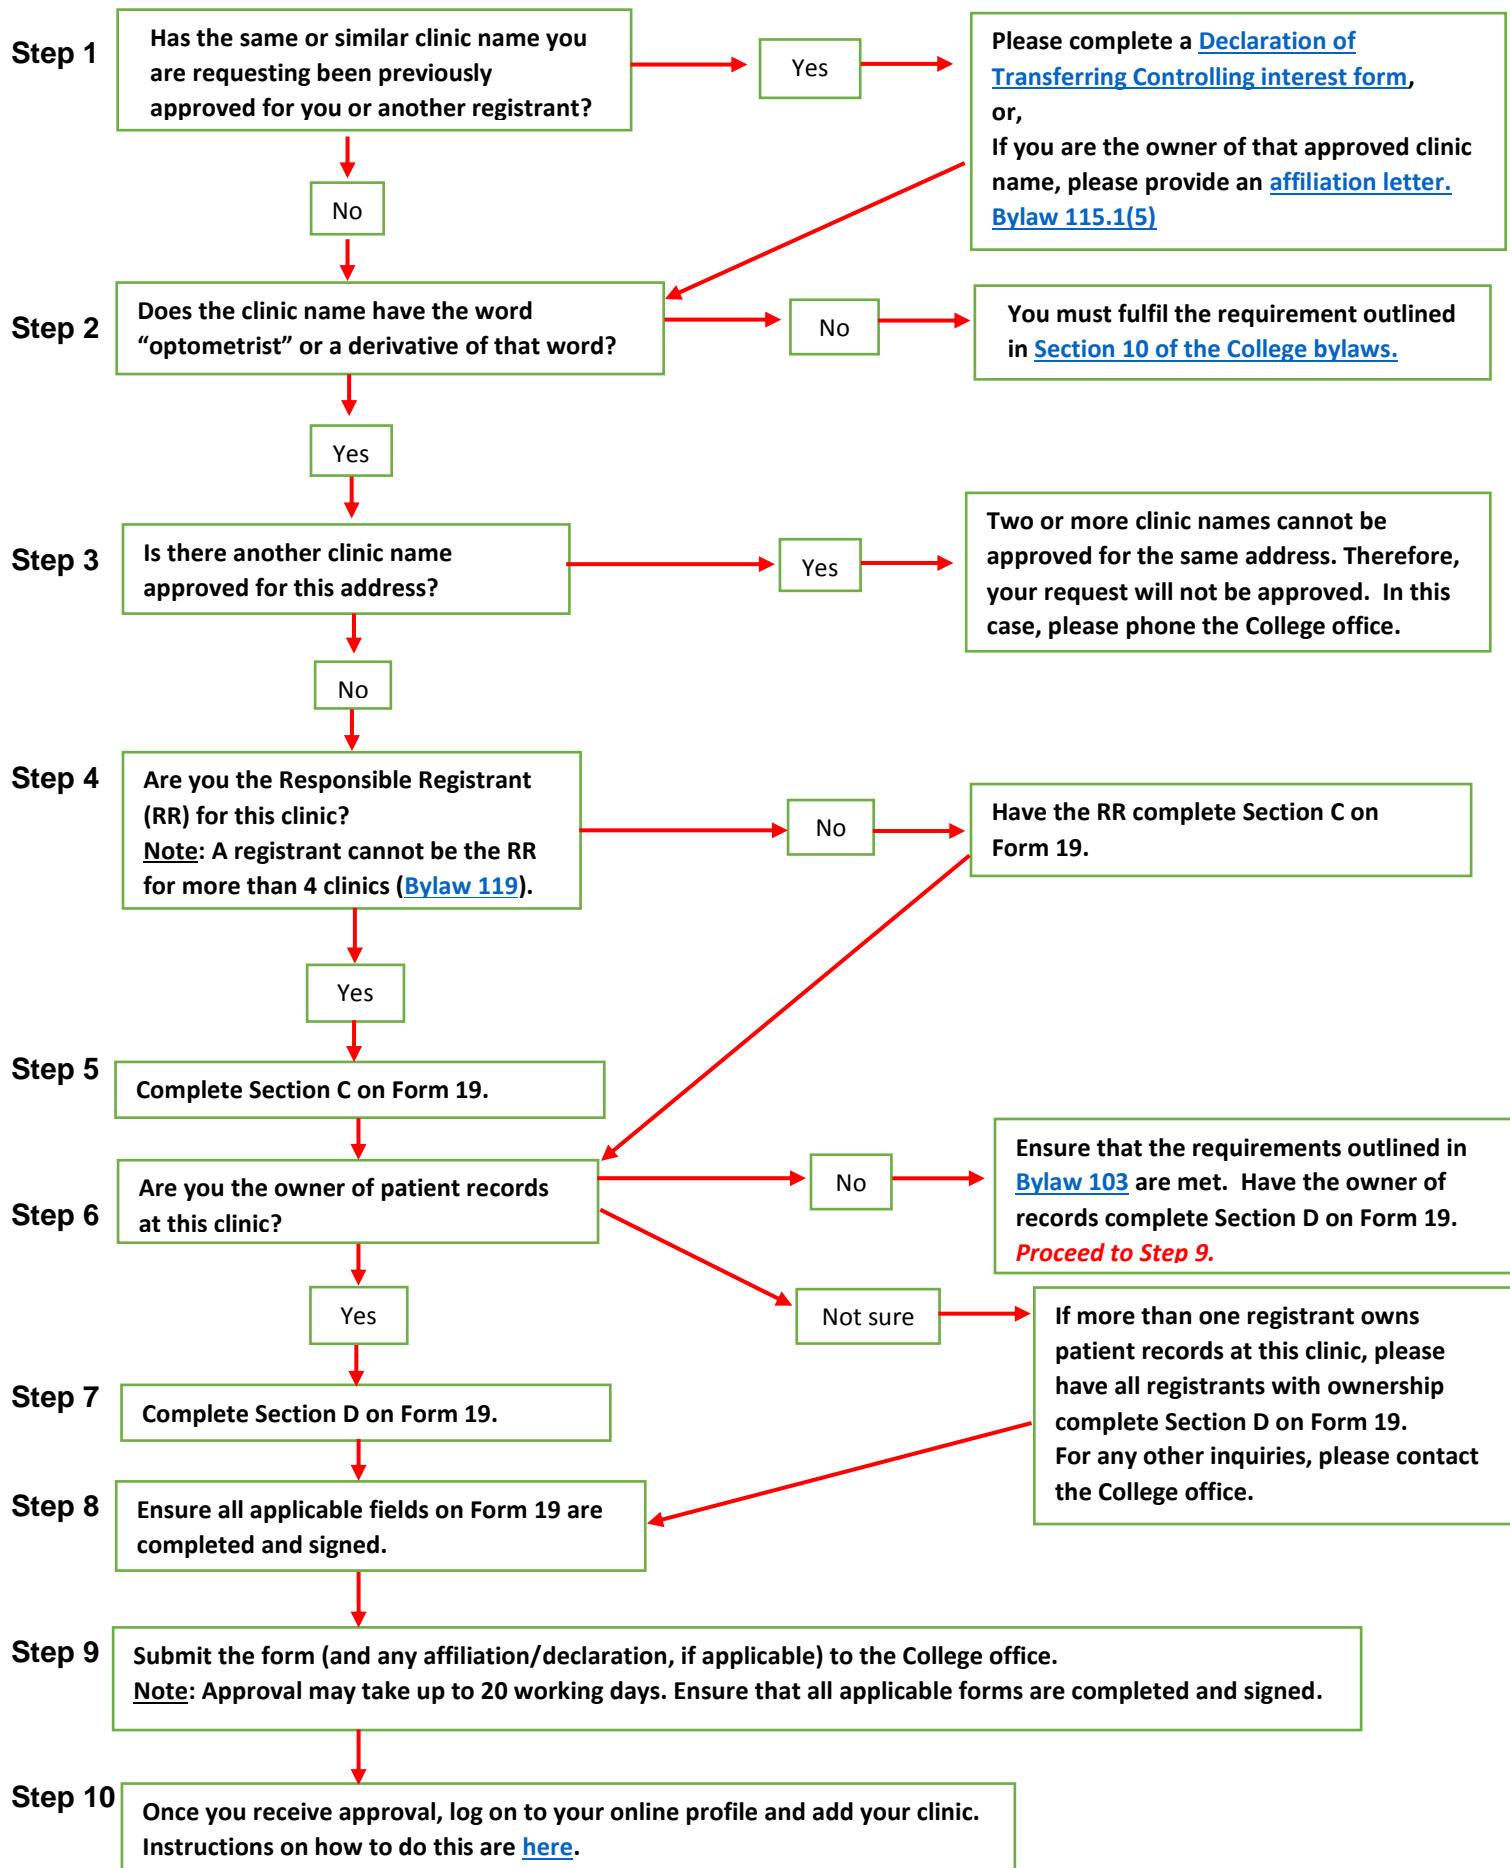 Step 1
Has the same or similar clinic name you
are requesting been previously
approved for you or another registrant?
Yes
Please complete a Declaration of
Transferring Controlling interest form,
or,
If you are the owner of that approved clinic
name, please provide an affiliation letter.
Bylaw 115.1(5)
No
Step 2
Does the clinic name have the word
“optometrist” or a derivative of that word?
No
You must fulfil the requirement outlined
in Section 10 of the College bylaws.
Yes
Step 3
Is there another clinic name
approved for this address?
Yes
Two or more clinic names cannot be
approved for the same address. Therefore,
your request will not be approved.  In this
case, please phone the College office.
No
Step 4
Are you the Responsible Registrant
(RR) for this clinic?
Note: A registrant cannot be the RR
for more than 4 clinics (Bylaw 119).
No
Have the RR complete Section C on
Form 19.
Yes
Step 5
Complete Section C on Form 19.
Step 6
Are you the owner of patient records
at this clinic?
No
Ensure that the requirements outlined in
Bylaw 103 are met.  Have the owner of
records complete Section D on Form 19.
Proceed to Step 9.
Yes
Not sure
If more than one registrant owns
patient records at this clinic, please
have all registrants with ownership
complete Section D on Form 19.
For any other inquiries, please contact
the College office.
Step 7
Complete Section D on Form 19.
Step 8
Ensure all applicable fields on Form 19 are
completed and signed.
Step 9
Submit the form (and any affiliation/declaration, if applicable) to the College office.
Note: Approval may take up to 20 working days. Ensure that all applicable forms are completed and signed.
Step 10
Once you receive approval, log on to your online profile and add your clinic.
Instructions on how to do this are here.